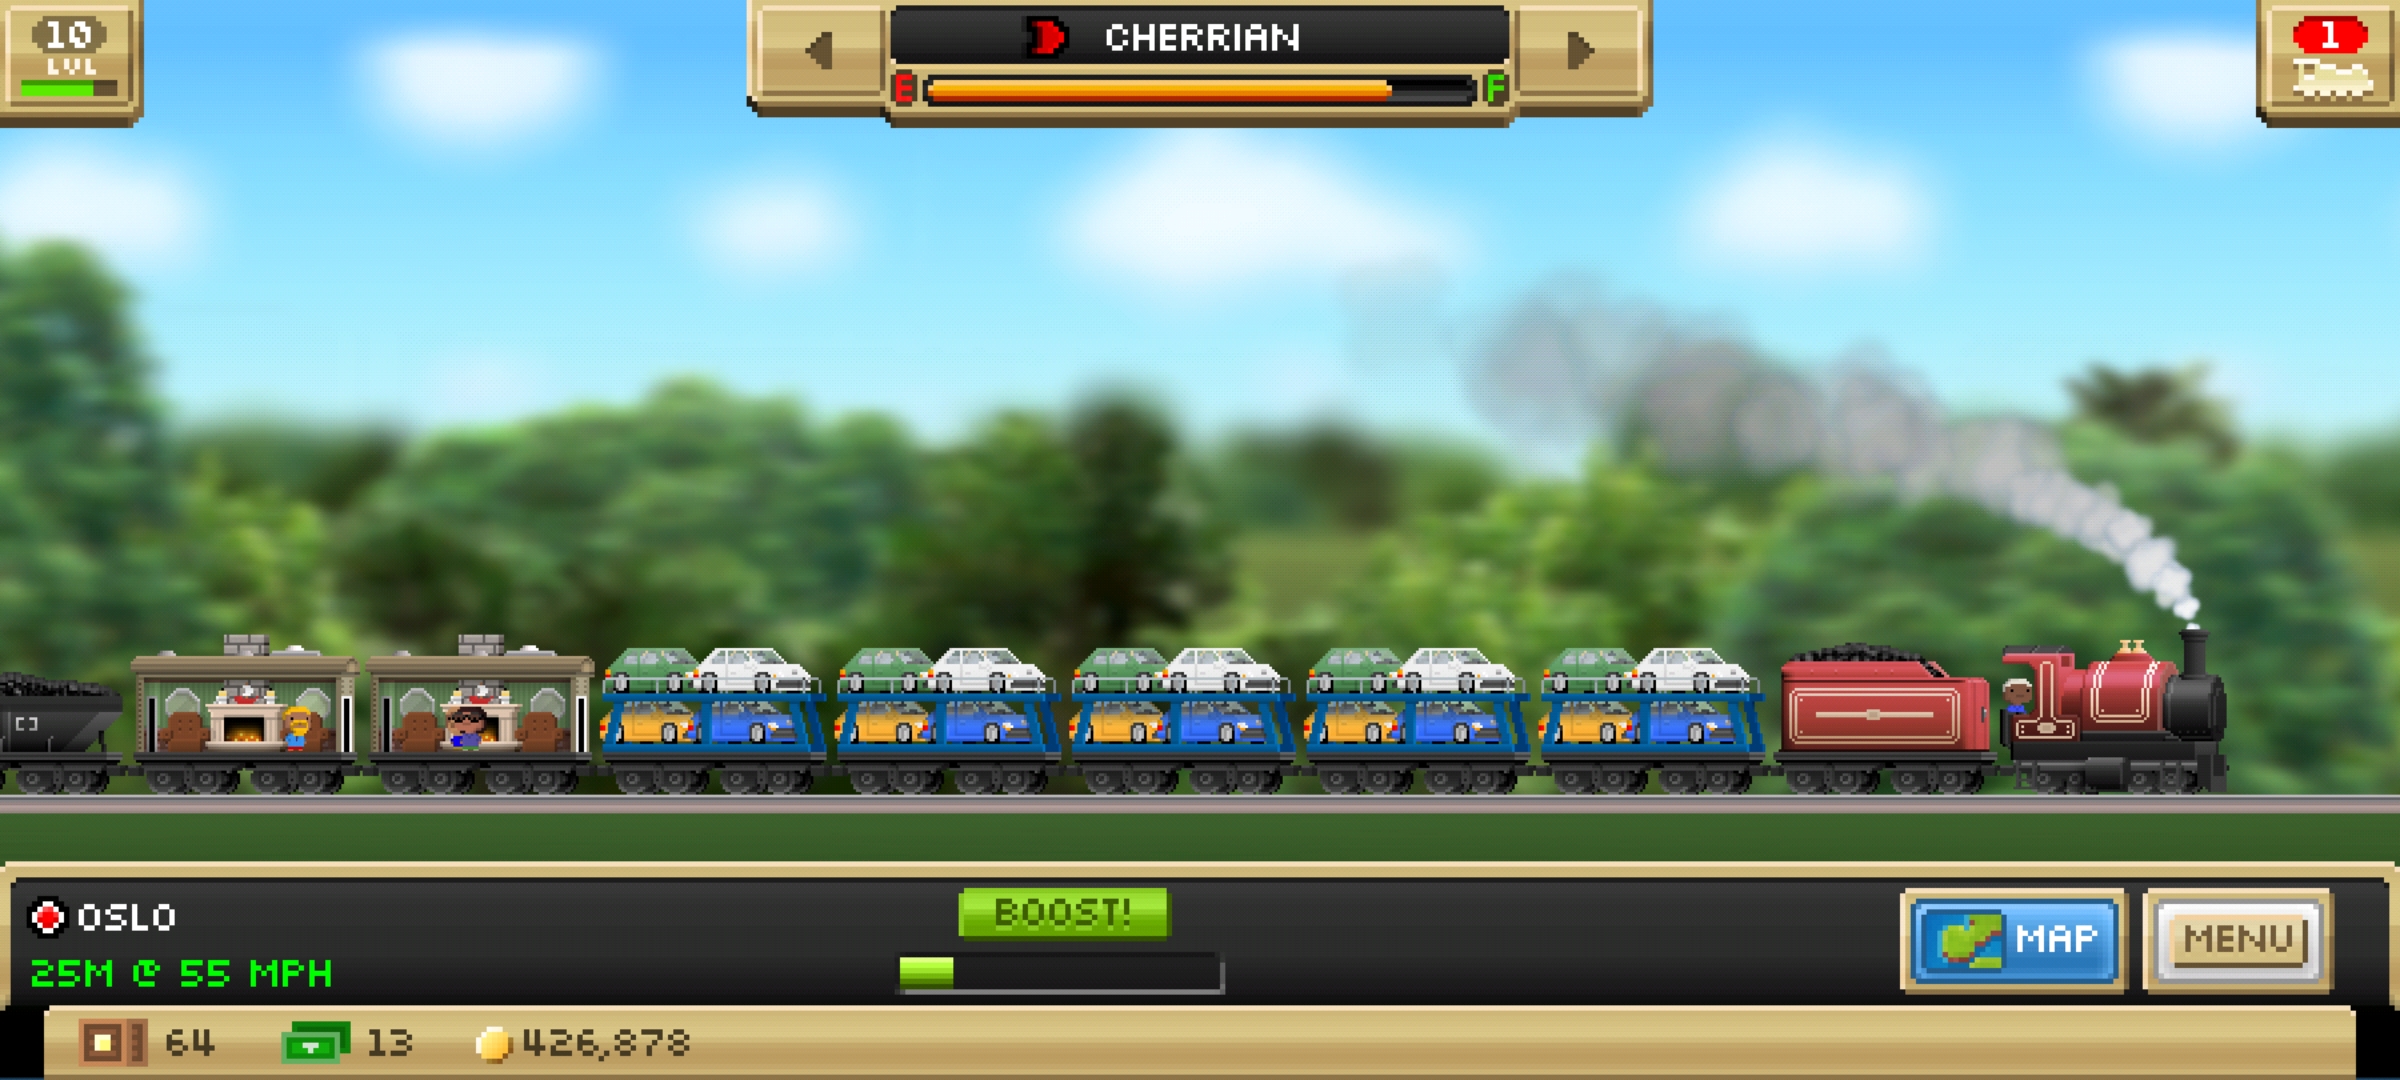 10
LVL
CHERRIAN
E F
1
OSLO
25M @ 55 MPH
BOOST!
MAP
MENU
64
13
426,878